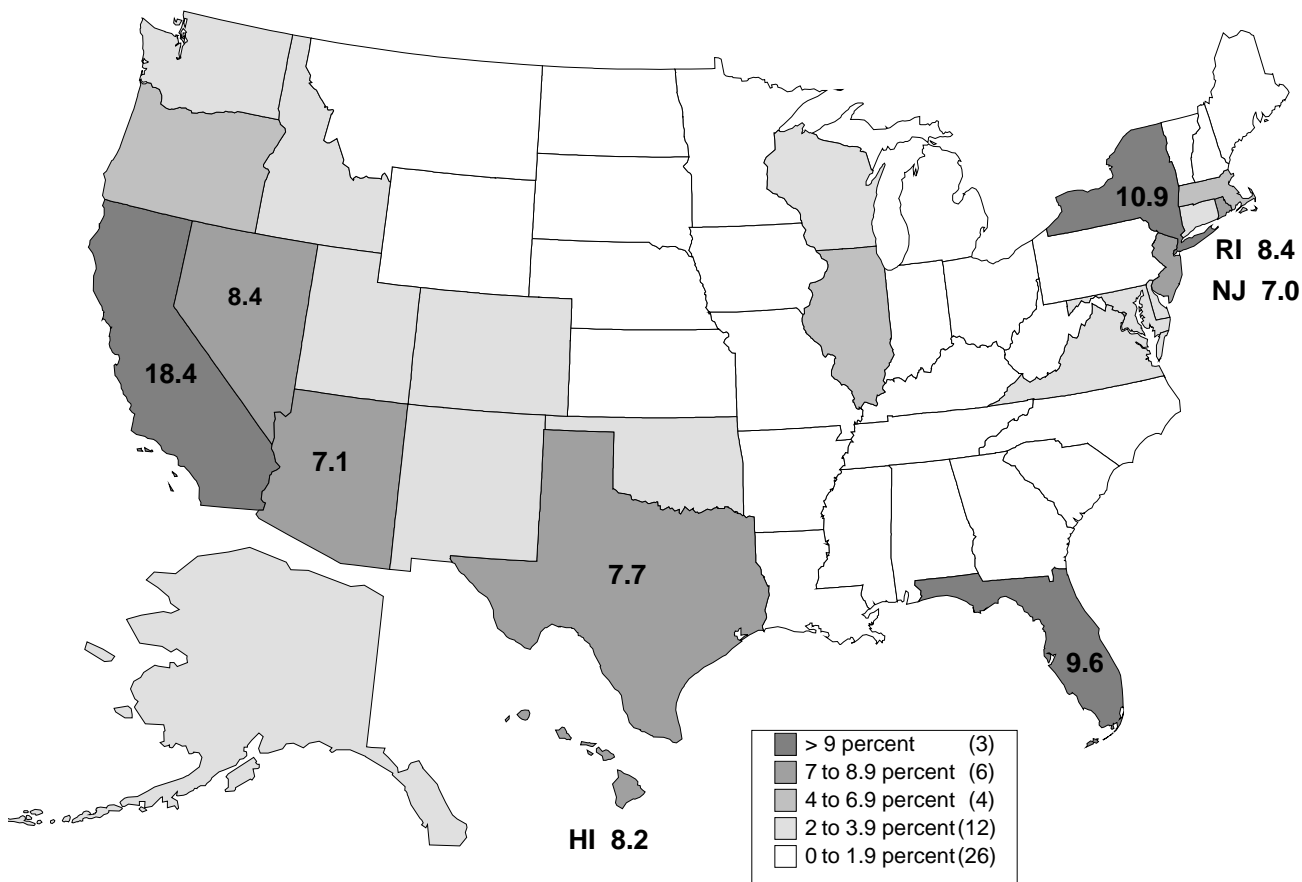 10.9
RI 8.4
NJ 7.0
8.4
18.4
7.1
7.7
9.6
HI 8.2
> 9 percent (3)
7 to 8.9 percent (6)
4 to 6.9 percent (4)
2 to 3.9 percent (12)
0 to 1.9 percent (26)